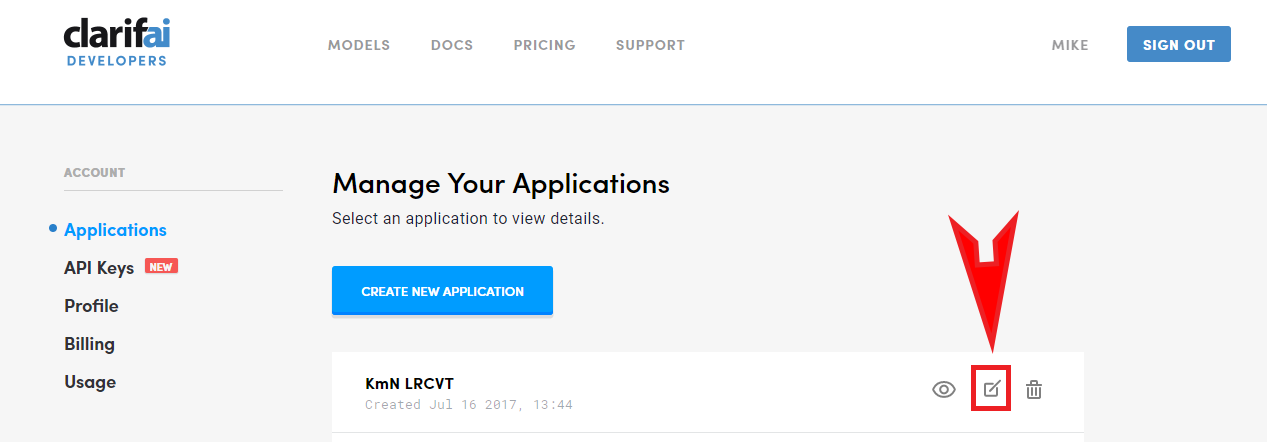 clarifai
DEVELOPERS
MODELS DOCS PRICING SUPPORT MIKE SIGN OUT
ACCOUNT
Applications
API Keys NEW
Profile
Billing
Usage
Manage Your Applications
Select an application to view details.
CREATE NEW APPLICATION
KmN LRCVT
Created Jul 16 2017, 13:44